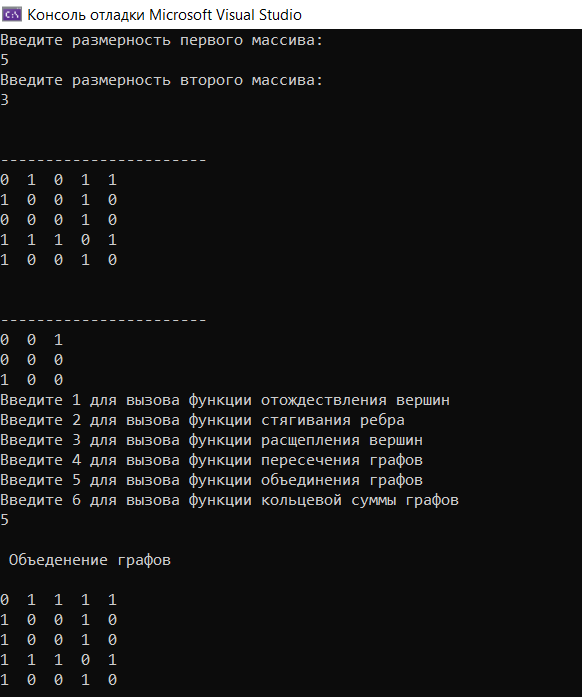 Консоль отладки Microsoft Visual Studio
Введите размерность первого массива:
5
Введите размерность второго массива:
3
-----------------------
0 1 0 1 1
1 0 0 1 0
0 0 0 1 0
1 1 1 0 1
1 0 0 1 0
-----------------------
0 0 1
0 0 0
1 0 0
Введите 1 для вызова функции отождествления вершин
Введите 2 для вызова функции стягивания ребра
Введите 3 для вызова функции расщепления вершин
Введите 4 для вызова функции пересечения графов
Введите 5 для вызова функции объединения графов
Введите 6 для вызова функции кольцевой суммы графов
5
Объеденение графов
0 1 1 1 1
1 0 0 1 0
1 0 0 1 0
1 1 1 0 1
1 0 0 1 0